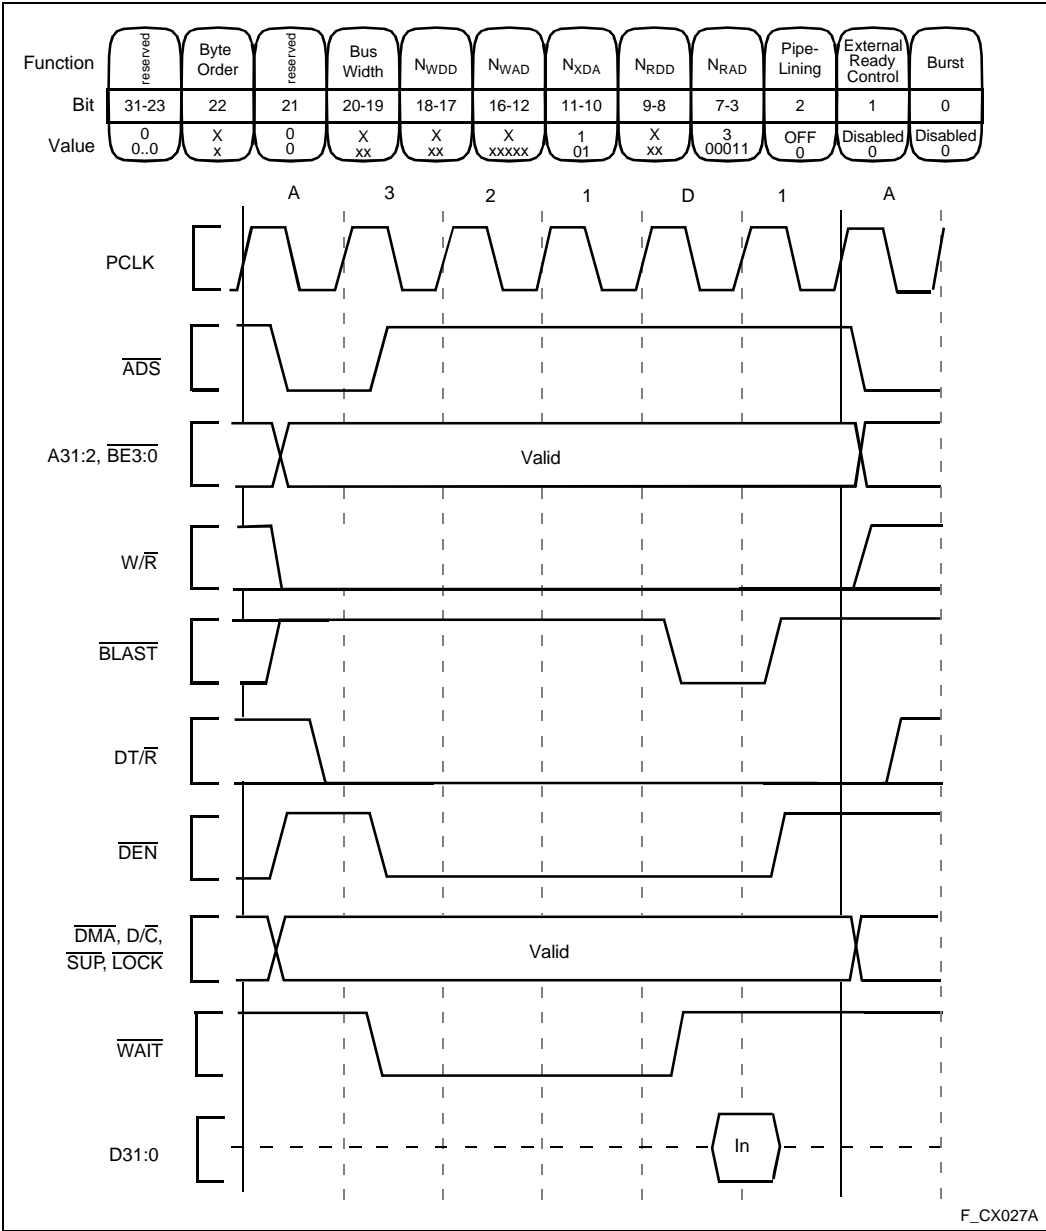 Function reserved Byte Order reserved Bus Width NWDD NWAD NXDA NRDD NRAD Pipe-Lining External Ready Control Burst
Bit 31-23 22 21 20-19 18-17 16-12 11-10 9-8 7-3 2 1 0
Value 0 X 0 X X X 1 X 3 OFF Disabled Disabled
0..0 x 0 xx xx xxxxx 01 xx 00011 0 0 0
A 3 2 1 D 1 A
PCLK
ADS
A31:2, BE3:0 Valid
W/R
BLAST
DT/R
DEN
DMA, D/C,
SUP, LOCK Valid
WAIT
D31:0 In
F_CX027A